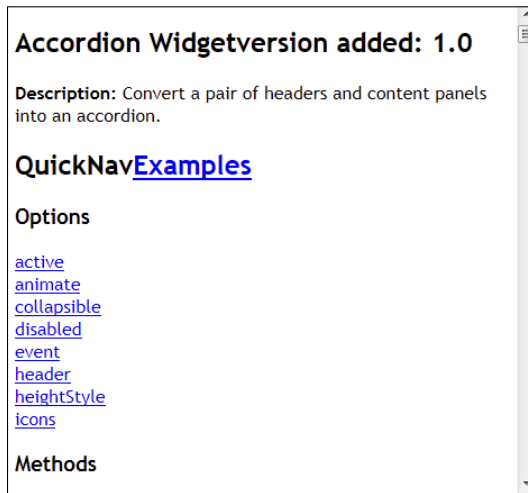 Accordion Widgetversion added: 1.0
Description: Convert a pair of headers and content panels
into an accordion.
QuickNavExamples
Options
active
animate
collapsible
disabled
event
header
heightStyle
icons
Methods